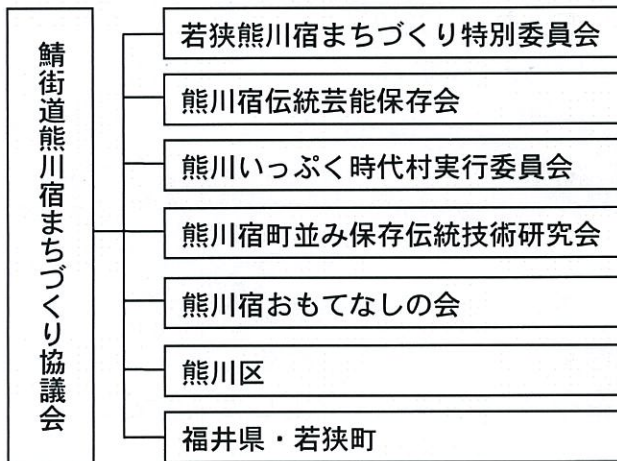 鯖街道熊川宿まちづくり協議会
若狭熊川宿まちづくり特別委員会
熊川宿伝統芸能保存会
熊川いっぷく時代村実行委員会
熊川宿町並み保存伝統技術研究会
熊川宿おもてなしの会
熊川区
福井県・若狭町